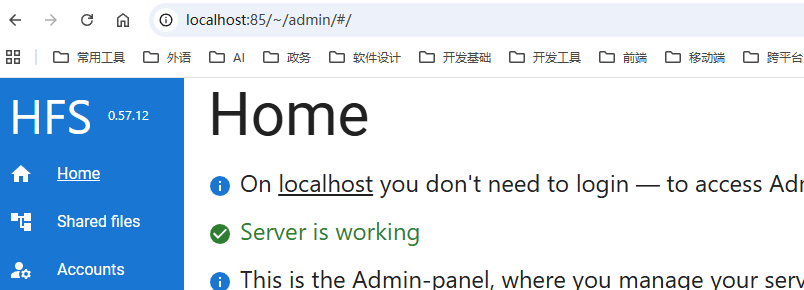 localhost:85/~/admin/#/
常用工具 外语 AI 政务 软件设计 开发基础 开发工具 前端 移动端 跨平台
HFS 0.57.12
Home
Home
On localhost you don't need to login — to access Adm
Shared files
Server is working
Accounts
This is the Admin-panel, where you manage your serv